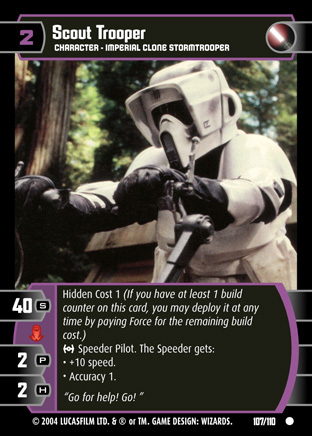 2
Scout Trooper
CHARACTER - IMPERIAL CLONE STORMTROOPER
40 S
2 P
2 H
Hidden Cost 1 (If you have at least 1 build
counter on this card, you may deploy it at any
time by paying Force for the remaining build
cost.)
Speeder Pilot. The Speeder gets:
• +10 speed.
• Accuracy 1.
"Go for help! Go!"
© 2004 LUCASFILM LTD. & ® or TM. GAME DESIGN: WIZARDS.
107/110